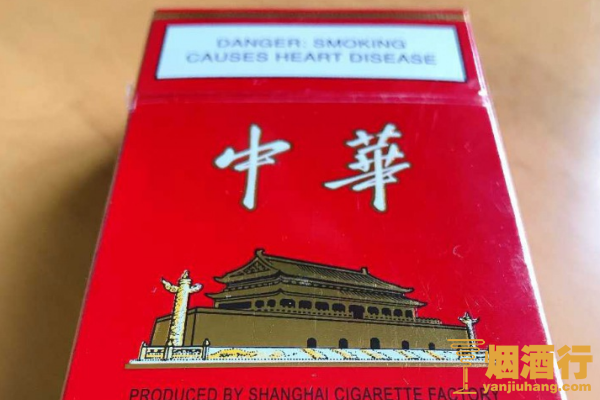 DANGER: SMOKING
CAUSES HEART DISEASE
中華
PRODUCED BY SHANGHAI CIGARETTE FACTORY
烟酒行
yanjiuhang.com